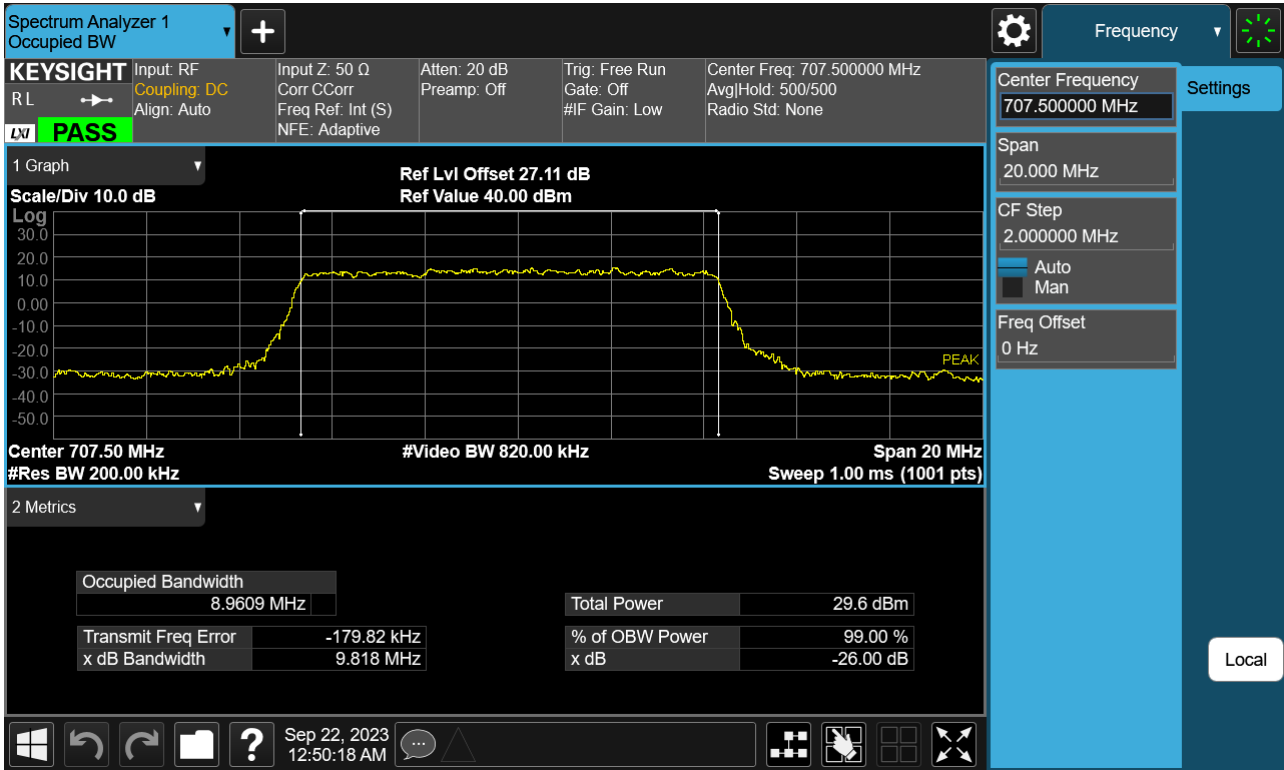 Spectrum Analyzer 1
Occupied BW
Frequency
KEYSIGHT
R L
LXI
PASS
Input: RF
Coupling: DC
Align: Auto
Input Z: 50 Ω
Corr CCorr
Freq Ref: Int (S)
NFE: Adaptive
Atten: 20 dB
Preamp: Off
Trig: Free Run
Gate: Off
#IF Gain: Low
Center Freq: 707.500000 MHz
Avg|Hold: 500/500
Radio Std: None
Center Frequency
707.500000 MHz
Settings
Span
20.000 MHz
CF Step
2.000000 MHz
Auto
Man
Freq Offset
0 Hz
Local
1 Graph
Scale/Div 10.0 dB
Ref Lvl Offset 27.11 dB
Ref Value 40.00 dBm
Log
30.0
20.0
10.0
0.00
-10.0
-20.0
-30.0
-40.0
-50.0
PEAK
Center 707.50 MHz
#Video BW 820.00 kHz
Span 20 MHz
#Res BW 200.00 kHz
Sweep 1.00 ms (1001 pts)
2 Metrics
Occupied Bandwidth
8.9609 MHz
Total Power 29.6 dBm
Transmit Freq Error -179.82 kHz
% of OBW Power 99.00 %
x dB Bandwidth 9.818 MHz
x dB -26.00 dB
?
Sep 22, 2023
12:50:18 AM